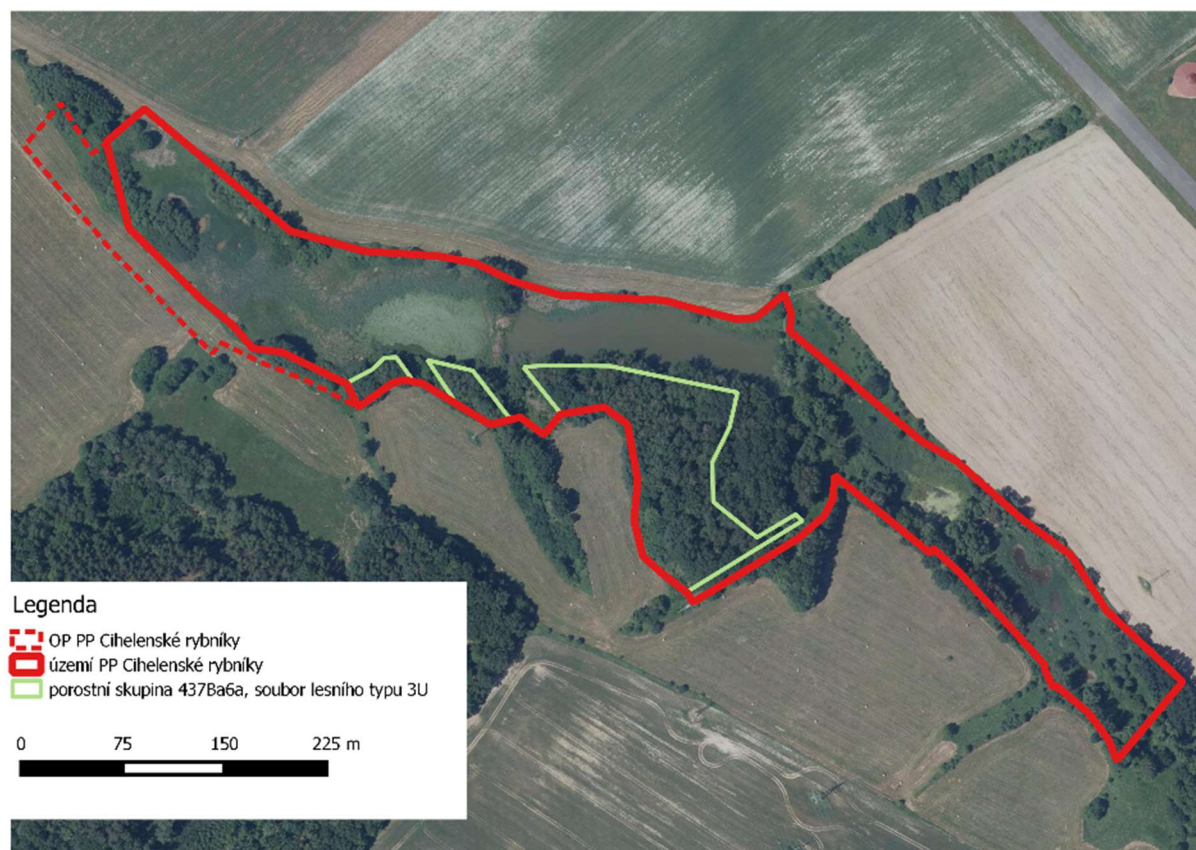 Legenda
OP PP Cihelenské rybníky
území PP Cihelenské rybníky
porostní skupina 437Ba6a, soubor lesního typu 3U
0 75 150 225 m